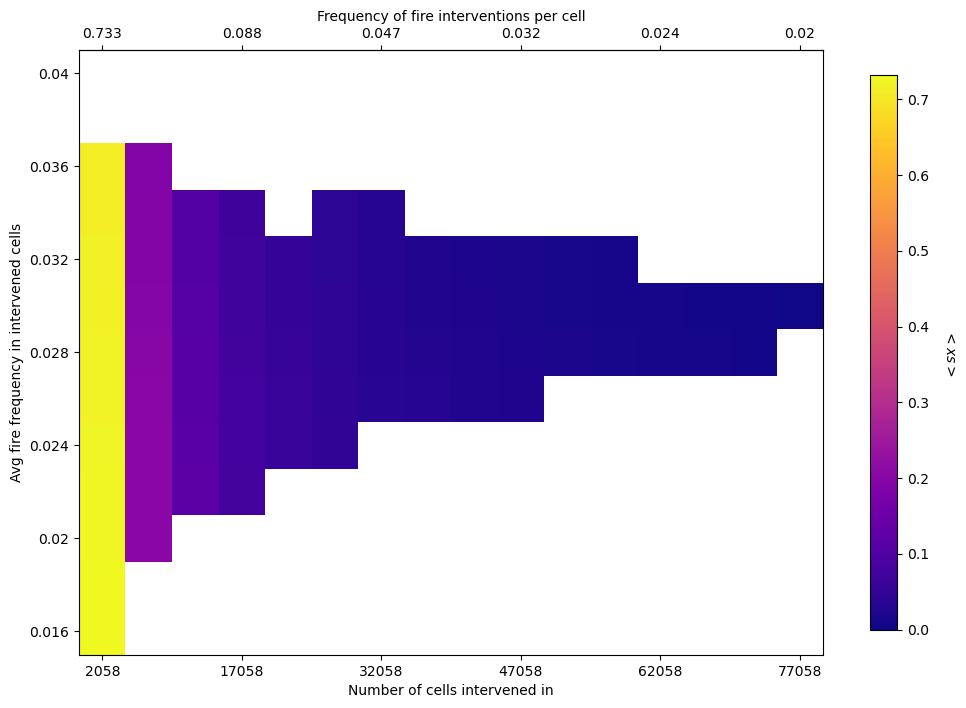 Frequency of fire interventions per cell
0.733 0.088 0.047 0.032 0.024 0.02
0.04
0.036
0.032
0.028
0.024
0.02
0.016
Avg fire frequency in intervened cells
2058 17058 32058 47058 62058 77058
Number of cells intervened in
0.7
0.6
0.5
0.4
0.3
0.2
0.1
0.0
< sx >